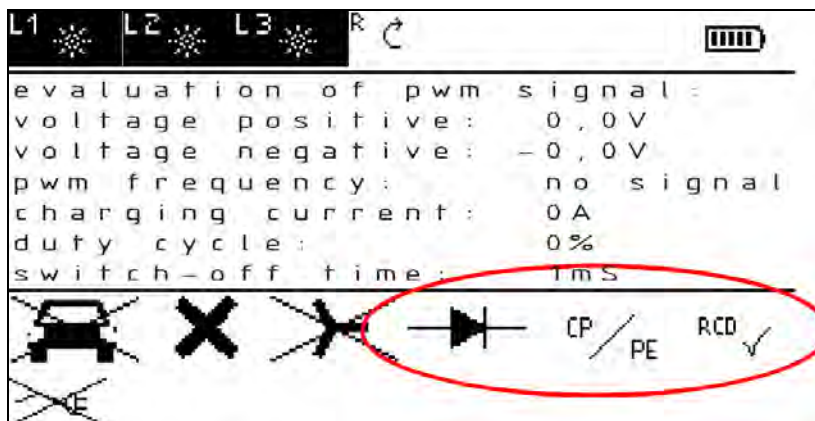 L1 L2 L3 R
evaluation of pwm signal:
voltage positive: 0,0V
voltage negative: -0,0V
pwm frequency: no signal
charging current: 0A
duty cycle: 0%
switch-off time: 1mS
CP/PE RCD